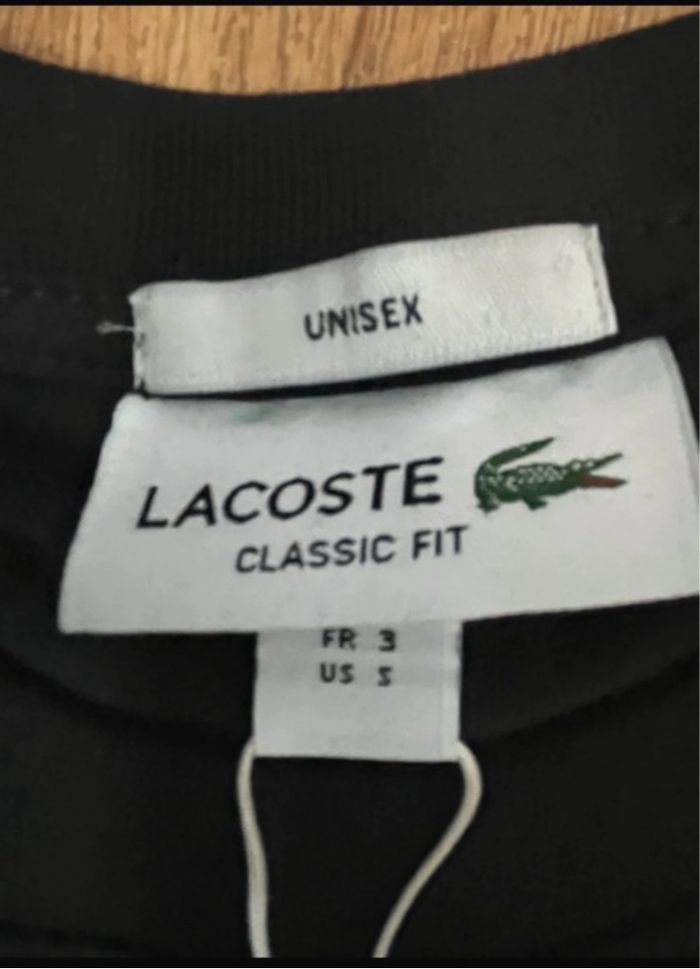 UNISEX
LACOSTE
CLASSIC FIT
FR 3
US S